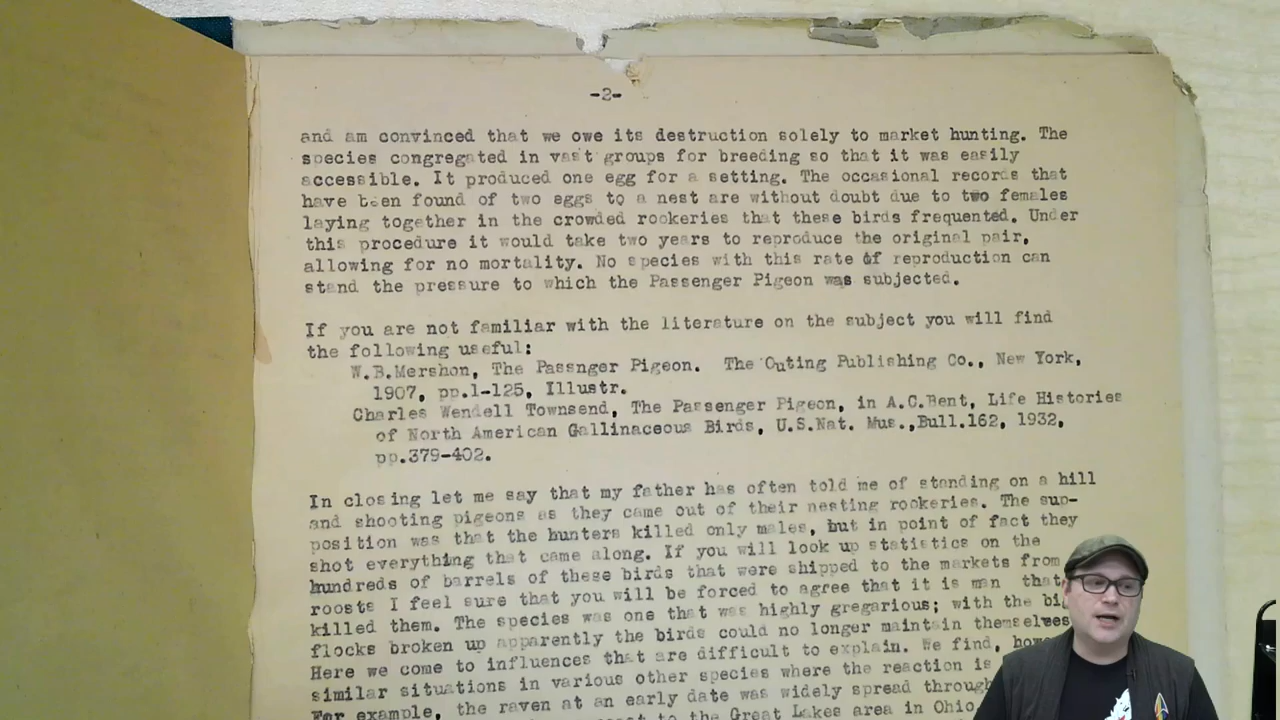 -2-
and am convinced that we owe its destruction solely to market hunting. The
species congregated in vast groups for breeding so that it was easily
accessible. It produced one egg for a setting. The occasional records that
have been found of two eggs to a nest are without doubt due to two females
laying together in the crowded rookeries that these birds frequented. Under
this procedure it would take two years to reproduce the original pair,
allowing for no mortality. No species with this rate of reproduction can
stand the pressure to which the Passenger Pigeon was subjected.
If you are not familiar with the literature on the subject you will find
the following useful:
W.B.Mershon, The Passnger Pigeon. The Outing Publishing Co., New York,
1907, pp.1-125, Illustr.
Charles Wendell Townsend, The Passenger Pigeon, in A.C.Bent, Life Histories
of North American Gallinaceous Birds, U.S.Nat. Mus.,Bull.162, 1932,
pp.379-402.
In closing let me say that my father has often told me of standing on a hill
and shooting pigeons as they came out of their nesting rookeries. The sup-
position was that the hunters killed only males, but in point of fact they
shot everything that came along. If you will look up statistics on the
hundreds of barrels of these birds that were shipped to the markets from
roosts I feel sure that you will be forced to agree that it is man that
killed them. The species was one that was highly gregarious; with the
flocks broken up apparently the birds could no longer maintain themselves
Here we come to influences that are difficult to explain. We find,
similar situations in various other species where the reaction is
For example, the raven at an early date was widely spread
to the Great Lakes area in Ohio